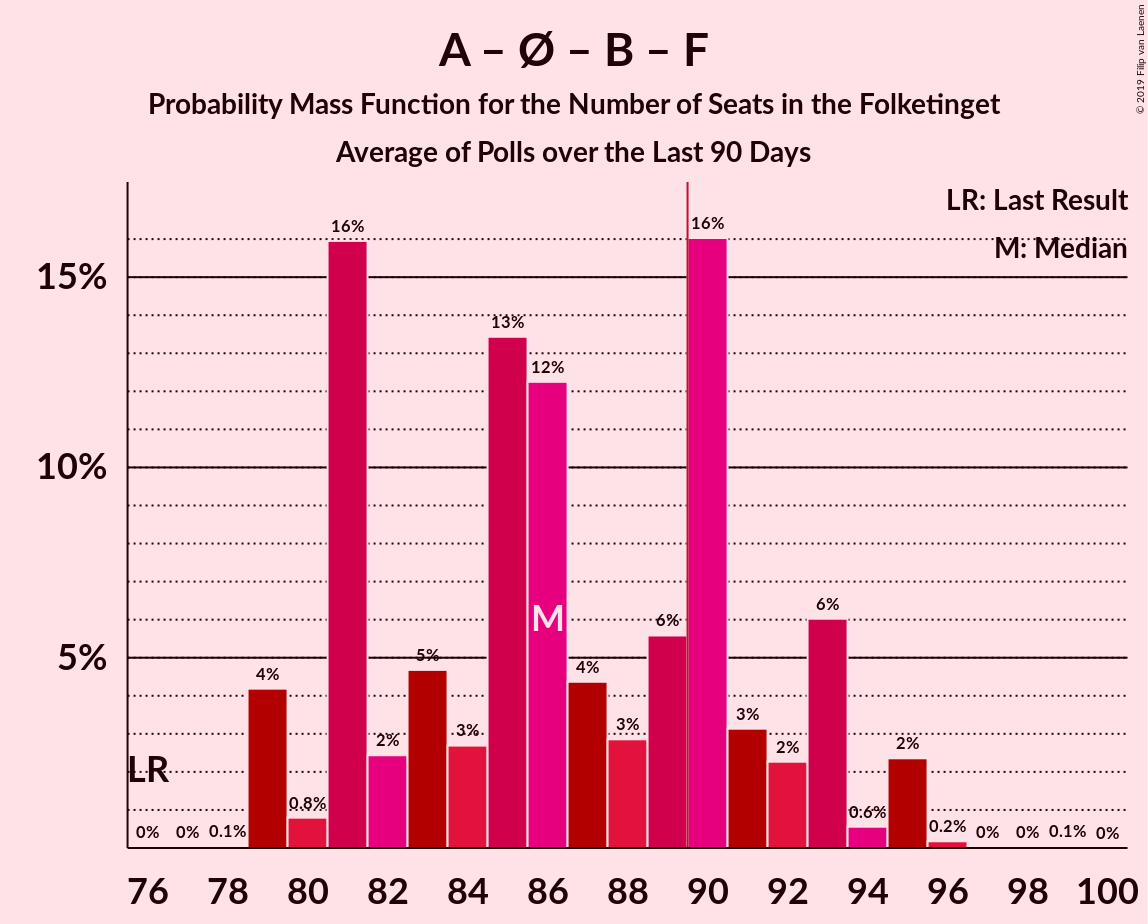 A – Ø – B – F
Probability Mass Function for the Number of Seats in the Folketinget
Average of Polls over the Last 90 Days
© 2019 Filip van Laenen
LR: Last Result
M: Median
15%
10%
5%
0% 0% 0.1% 4% 0.8% 16% 2% 5% 3% 13% 12% 4% 3% 6% 16% 3% 2% 6% 0.6% 2% 0.2% 0% 0% 0.1% 0%
M
LR
76 78 80 82 84 86 88 90 92 94 96 98 100